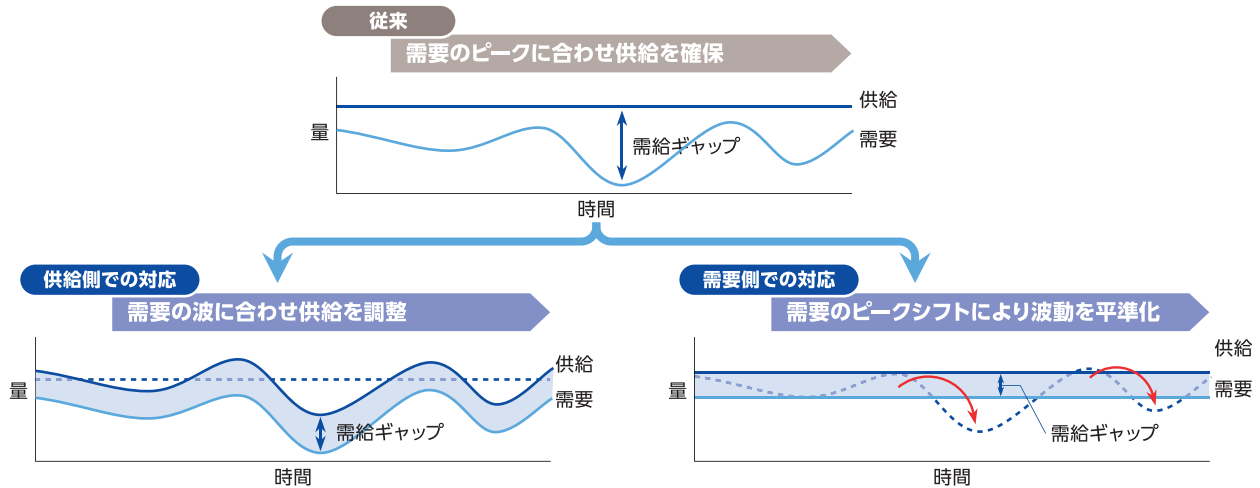 従来
需要のピークに合わせ供給を確保
供給
量
需給ギャップ
需要
時間
供給側での対応
需要の波に合わせ供給を調整
供給
量
需要
需給ギャップ
時間
需要側での対応
需要のピークシフトにより波動を平準化
供給
量
需要
需給ギャップ
時間